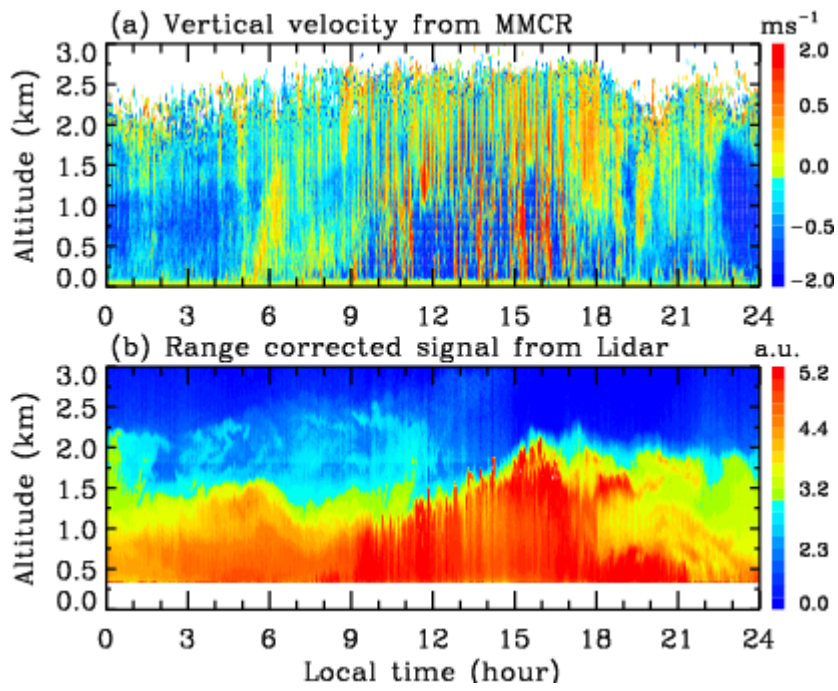 (a) Vertical velocity from MMCR
ms⁻¹
Altitude (km)
3.0
2.5
2.0
1.5
1.0
0.5
0.0
2.0
1.0
0.0
−0.5
−2.0
0 3 6 9 12 15 18 21 24
(b) Range corrected signal from Lidar
a.u.
Altitude (km)
3.0
2.5
2.0
1.5
1.0
0.5
0.0
5.2
4.4
3.2
2.3
0.0
0 3 6 9 12 15 18 21 24
Local time (hour)